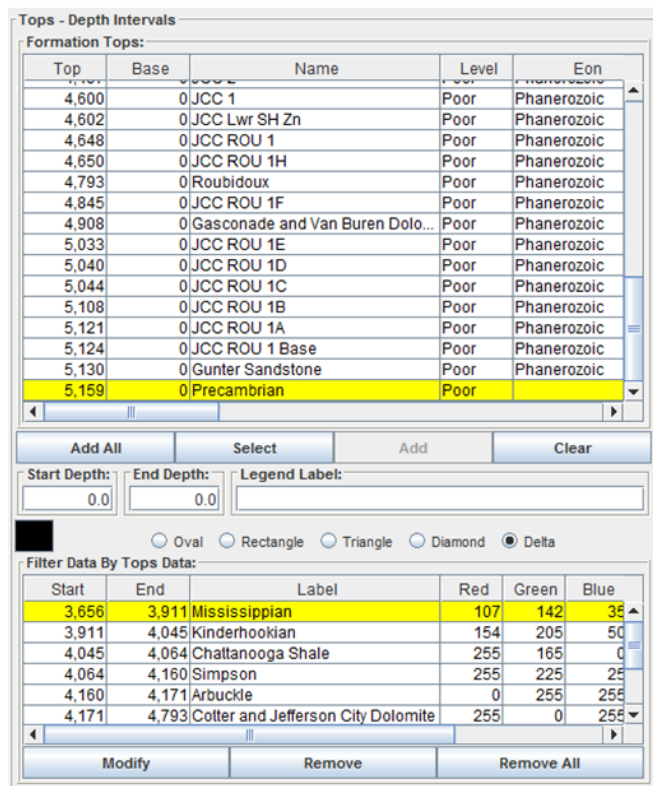 Tops - Depth Intervals
Formation Tops:
Top Base Name Level Eon
4,600 0 JCC 1 Poor Phanerozoic
4,602 0 JCC Lwr SH Zn Poor Phanerozoic
4,648 0 JCC ROU 1 Poor Phanerozoic
4,650 0 JCC ROU 1H Poor Phanerozoic
4,793 0 Roubidoux Poor Phanerozoic
4,845 0 JCC ROU 1F Poor Phanerozoic
4,908 0 Gasconade and Van Buren Dolo... Poor Phanerozoic
5,033 0 JCC ROU 1E Poor Phanerozoic
5,040 0 JCC ROU 1D Poor Phanerozoic
5,044 0 JCC ROU 1C Poor Phanerozoic
5,108 0 JCC ROU 1B Poor Phanerozoic
5,121 0 JCC ROU 1A Poor Phanerozoic
5,124 0 JCC ROU 1 Base Poor Phanerozoic
5,130 0 Gunter Sandstone Poor Phanerozoic
5,159 0 Precambrian Poor
Add All Select Add Clear
Start Depth: End Depth: Legend Label:
0.0 0.0
Oval Rectangle Triangle Diamond Delta
Filter Data By Tops Data:
Start End Label Red Green Blue
3,656 3,911 Mississippian 107 142 35
3,911 4,045 Kinderhookian 154 205 50
4,045 4,064 Chattanooga Shale 255 165 0
4,064 4,160 Simpson 255 225 25
4,160 4,171 Arbuckle 0 255 255
4,171 4,793 Cotter and Jefferson City Dolomite 255 0 255
Modify Remove Remove All